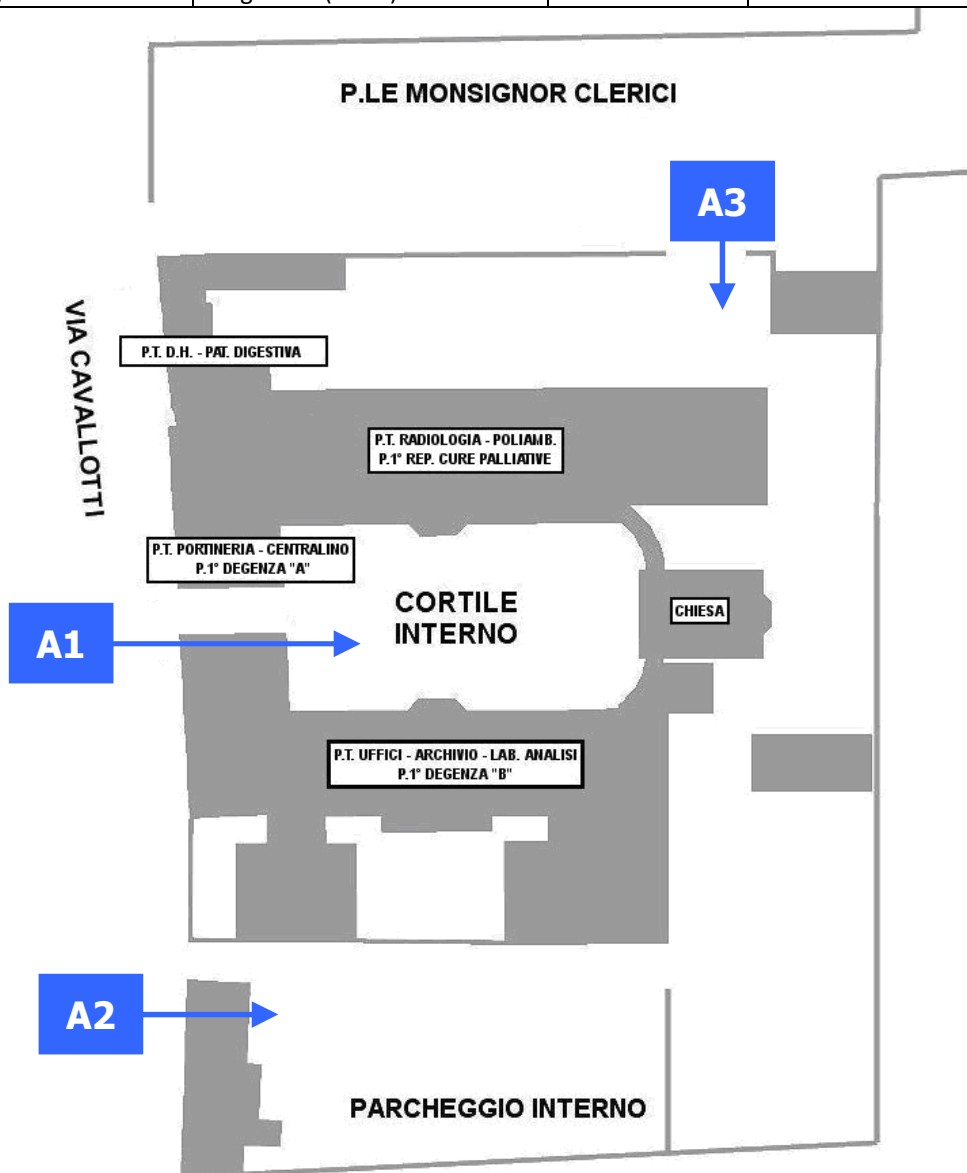 P.LE MONSIGNOR CLERICI
A3
VIA CAVALLOTTI
P.T. D.H. - PAT. DIGESTIVA
P.T. RADIOLOGIA - POLIAMB.
P.1° REP. CURE PALLIATIVE
P.T. PORTINERIA - CENTRALINO
P.1° DEGENZA "A"
CORTILE
INTERNO
CHIESA
A1
P.T. UFFICI - ARCHIVIO - LAB. ANALISI
P.1° DEGENZA "B"
A2
PARCHEGGIO INTERNO